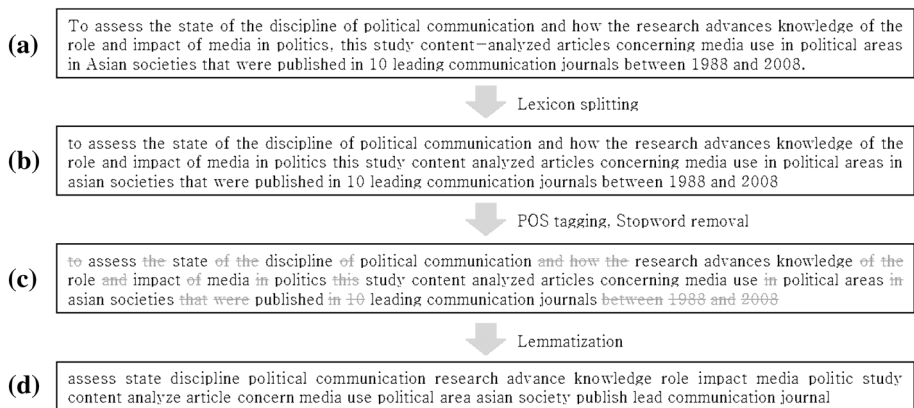 (a)
To assess the state of the discipline of political communication and how the research advances knowledge of the
role and impact of media in politics, this study content-analyzed articles concerning media use in political areas
in Asian societies that were published in 10 leading communication journals between 1988 and 2008.
Lexicon splitting
(b)
to assess the state of the discipline of political communication and how the research advances knowledge of the
role and impact of media in politics this study content analyzed articles concerning media use in political areas in
asian societies that were published in 10 leading communication journals between 1988 and 2008
POS tagging, Stopword removal
(c)
to assess the state of the discipline of political communication and how the research advances knowledge of the
role and impact of media in politics this study content analyzed articles concerning media use in political areas in
asian societies that were published in 10 leading communication journals between 1988 and 2008
Lemmatization
(d)
assess state discipline political communication research advance knowledge role impact media politic study
content analyze article concern media use political area asian society publish lead communication journal